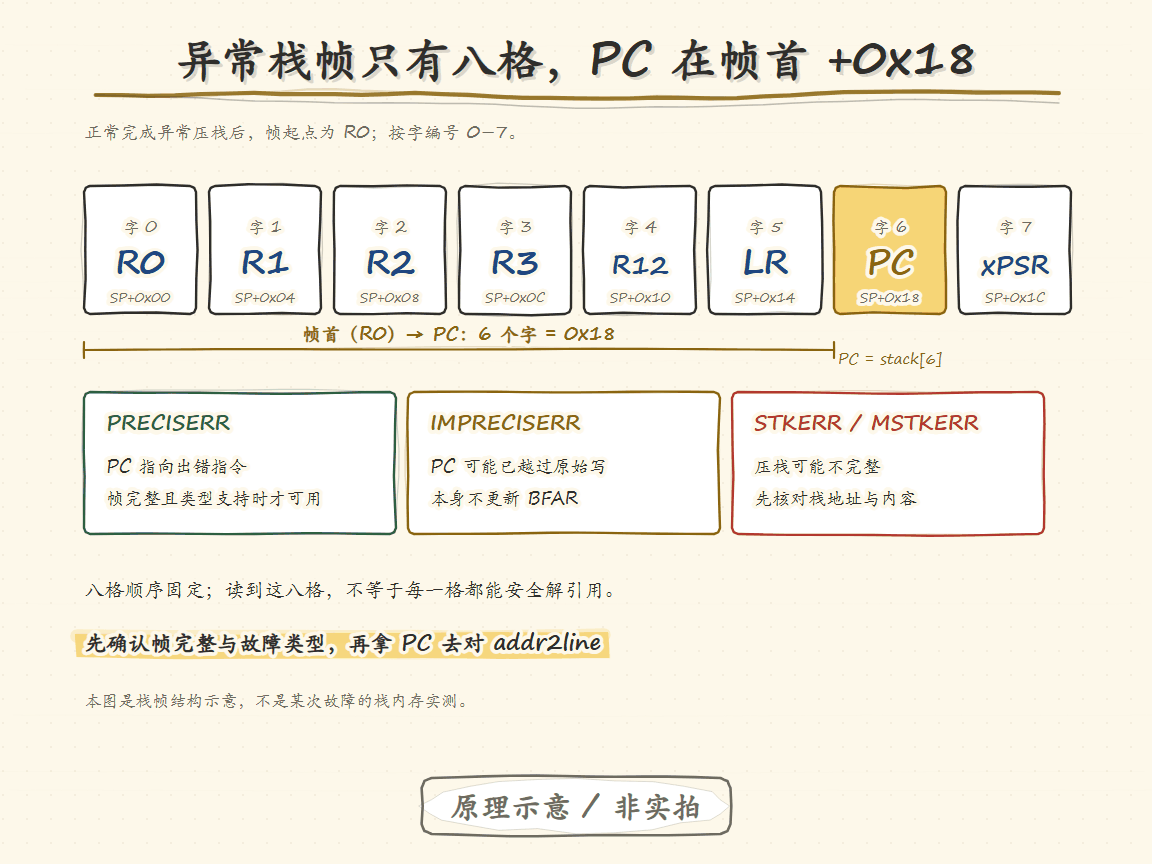 异常栈帧只有八格，PC 在帧首 +0x18
正常完成异常压栈后，帧起点为 R0；按字编号 0–7。
字 0
R0
SP+0x00
字 1
R1
SP+0x04
字 2
R2
SP+0x08
字 3
R3
SP+0x0C
字 4
R12
SP+0x10
字 5
LR
SP+0x14
字 6
PC
SP+0x18
字 7
xPSR
SP+0x1C
帧首（R0）→ PC：6 个字 = 0x18
PC = stack[6]
PRECISERR
PC 指向出错指令
帧完整且类型支持时才可用
IMPRECISERR
PC 可能已越过原始写
本身不更新 BFAR
STKERR / MSTKERR
压栈可能不完整
先核对栈地址与内容
八格顺序固定；读到这八格，不等于每一格都能安全解引用。
先确认帧完整与故障类型，再拿 PC 去对 addr2line
本图是栈帧结构示意，不是某次故障的栈内存实测。
原理示意 / 非实拍